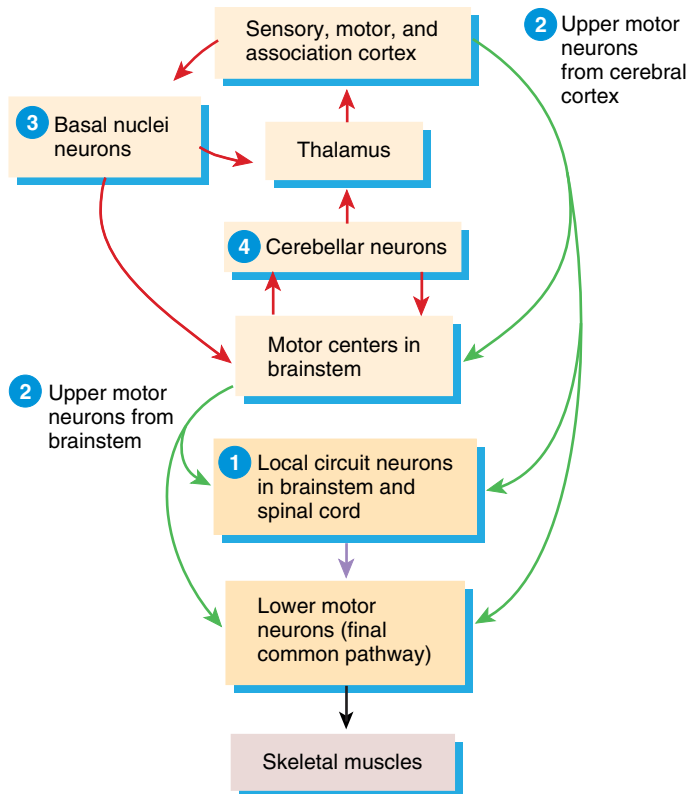 Sensory, motor, and
association cortex
2 Upper motor
neurons
from cerebral
cortex
3 Basal nuclei
neurons
Thalamus
4 Cerebellar neurons
Motor centers in
brainstem
2 Upper motor
neurons from
brainstem
1 Local circuit neurons
in brainstem and
spinal cord
Lower motor
neurons (final
common pathway)
Skeletal muscles